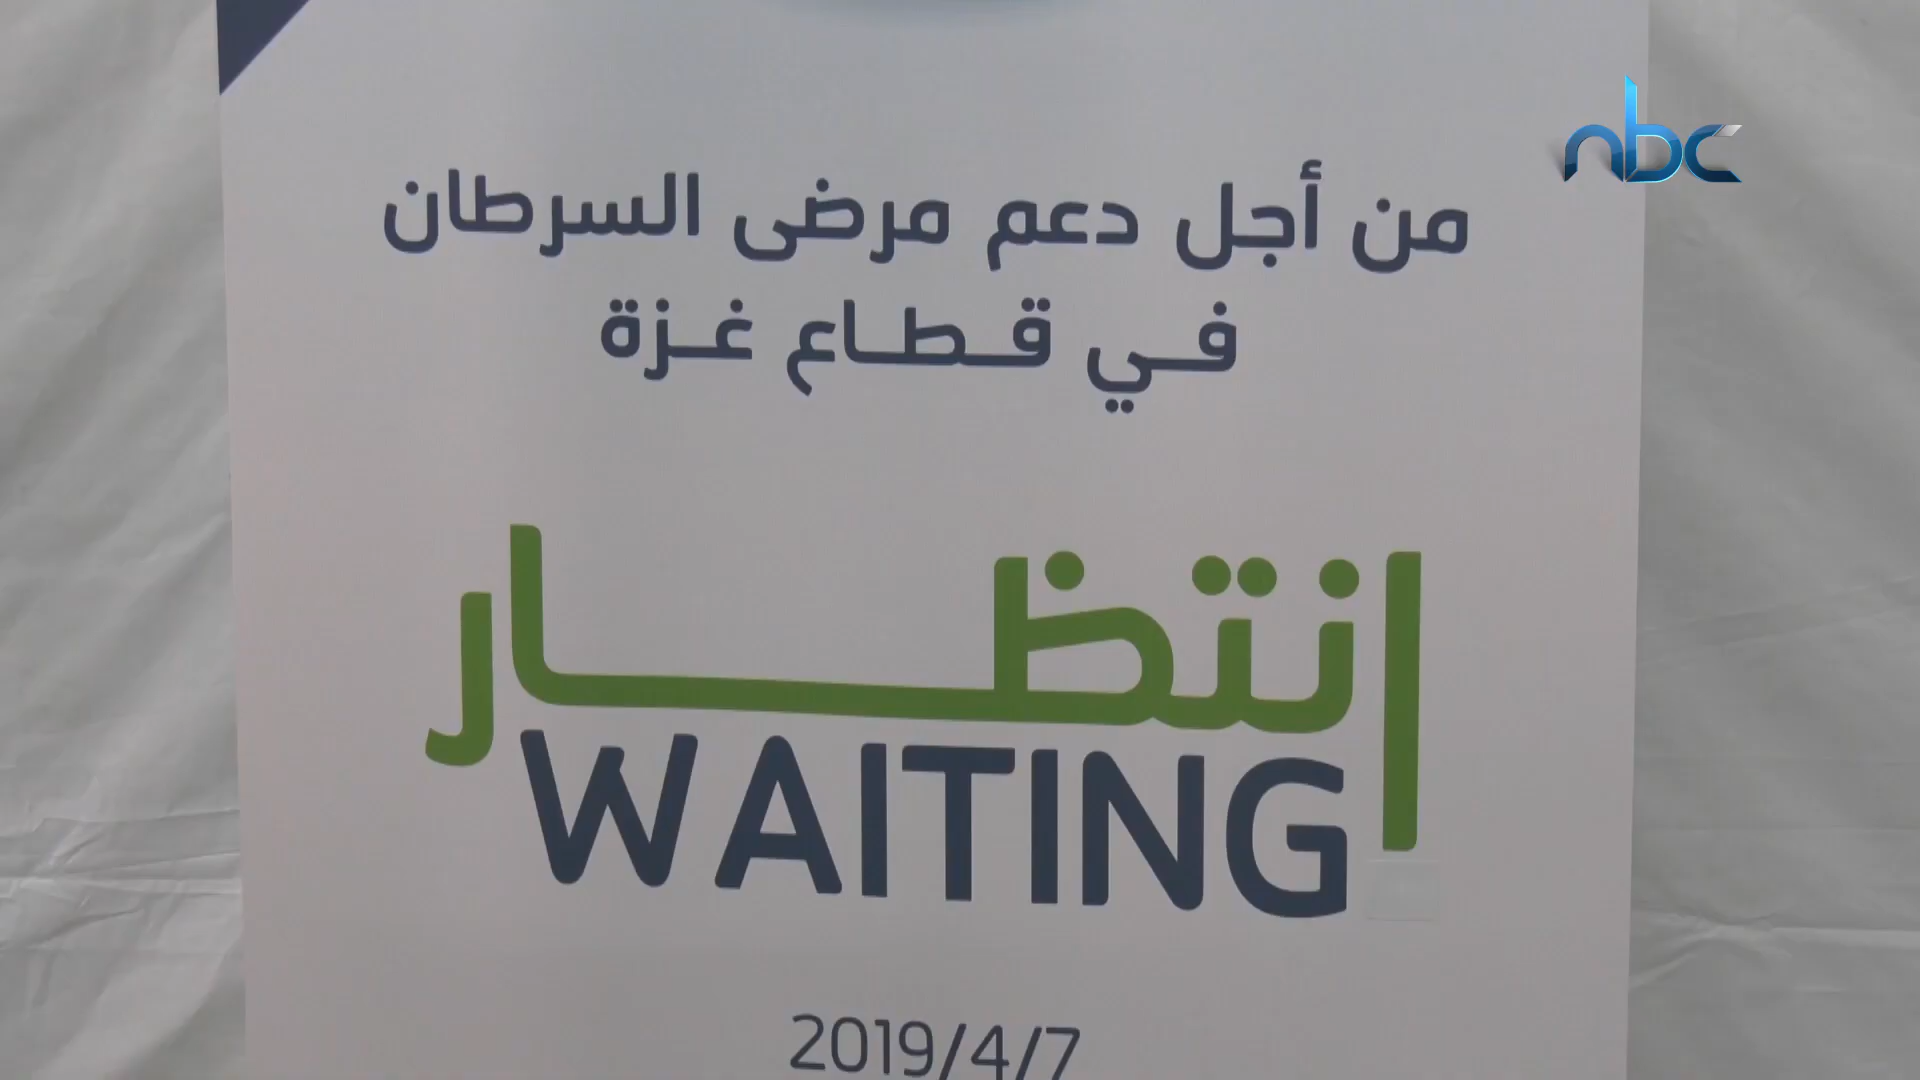 nbc
من أجل دعم مرضى السرطان
في قطاع غزة
انتظار
WAITING
2019/4/7